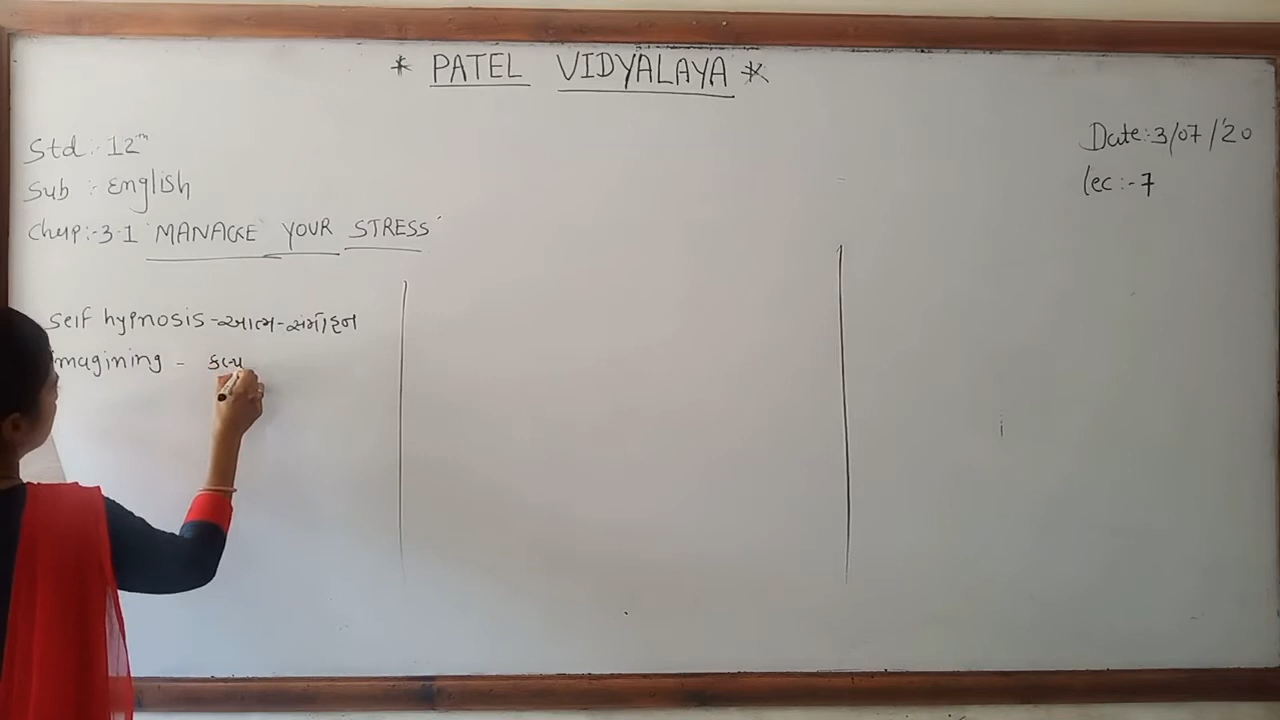 * PATEL VIDYALAYA *
Std:- 12th
Sub :- English
Chap:-3.1 'MANAGE YOUR STRESS'
Date:-3/07/'20
lec:-7
self hypnosis-આત્મ-સંમોહન
imagining - કલ્પ